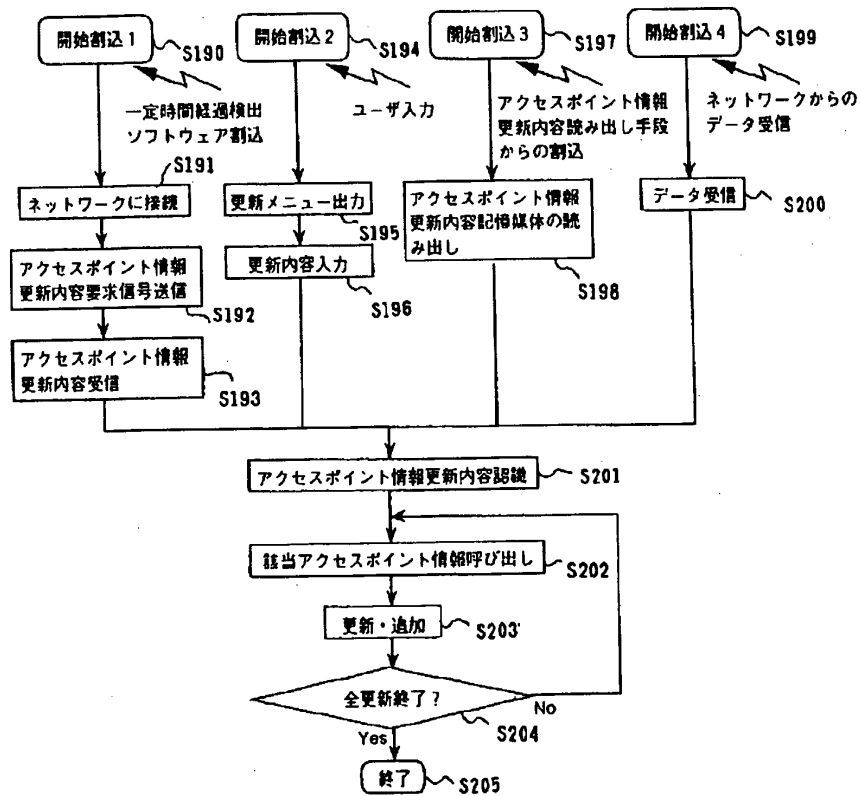 開始割込1
S190
開始割込2
S194
開始割込3
S197
開始割込4
S199
一定時間経過検出
ソフトウェア割込
ユーザ入力
アクセスポイント情報
更新内容読み出し手段
からの割込
ネットワークからの
データ受信
S191
ネットワークに接続
更新メニュー出力
S195
アクセスポイント情報
更新内容記憶媒体の読
み出し
S198
データ受信
S200
アクセスポイント情報
更新内容要求信号送信
S192
更新内容入力
S196
アクセスポイント情報
更新内容受信
S193
アクセスポイント情報更新内容認識
S201
該当アクセスポイント情報呼び出し
S202
更新・追加
S203
全更新終了?
S204
No
Yes
終了
S205